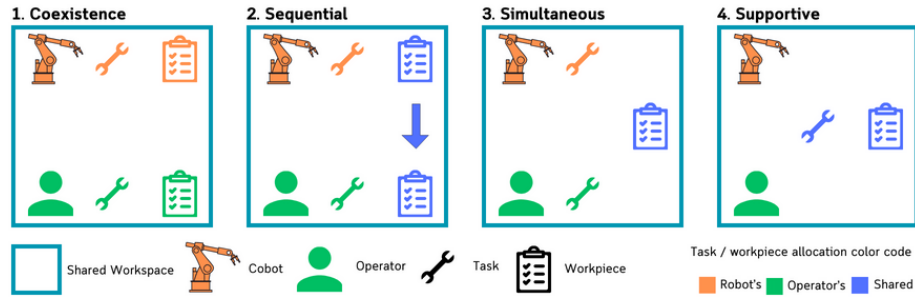 1. Coexistence
2. Sequential
3. Simultaneous
4. Supportive
Shared Workspace
Cobot
Operator
Task
Workpiece
Task / workpiece allocation color code
Robot's
Operator's
Shared